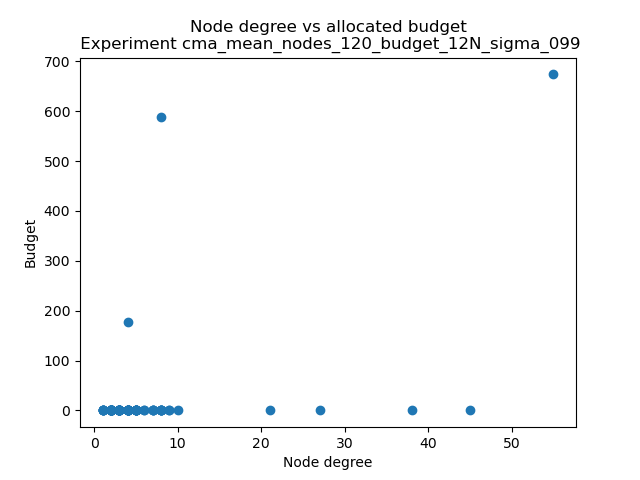 Node degree vs allocated budget
Experiment cma_mean_nodes_120_budget_12N_sigma_099
700
600
500
400
300
200
100
0
Budget
0 10 20 30 40 50
Node degree